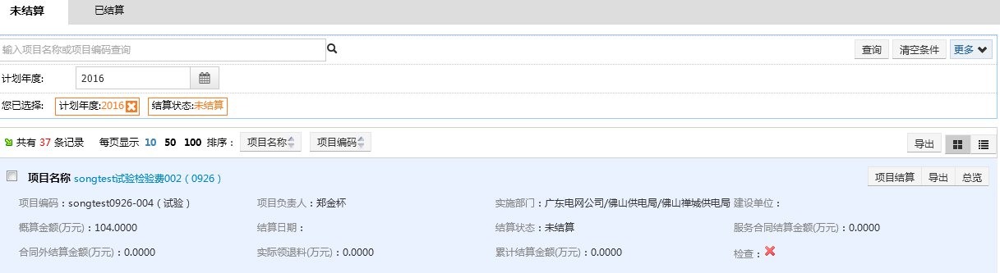 未结算 已结算
输入项目名称或项目编码查询 查询 清空条件 更多
计划年度: 2016
您已选择: 计划年度:2016 结算状态:未结算
共有 37 条记录 每页显示 10 50 100 排序： 项目名称 项目编码 导出
项目名称 songtest试验检验费002（0926） 项目结算 导出 总览
项目编码：songtest0926-004（试验） 项目负责人：郑金杯 实施部门：广东电网公司/佛山供电局/佛山禅城供电局 建设单位：
概算金额(万元)：104.0000 结算日期： 结算状态：未结算 服务合同结算金额(万元)：0.0000
合同外结算金额(万元)：0.0000 实际领退料(万元)：0.0000 累计结算金额(万元)：0.0000 检查：